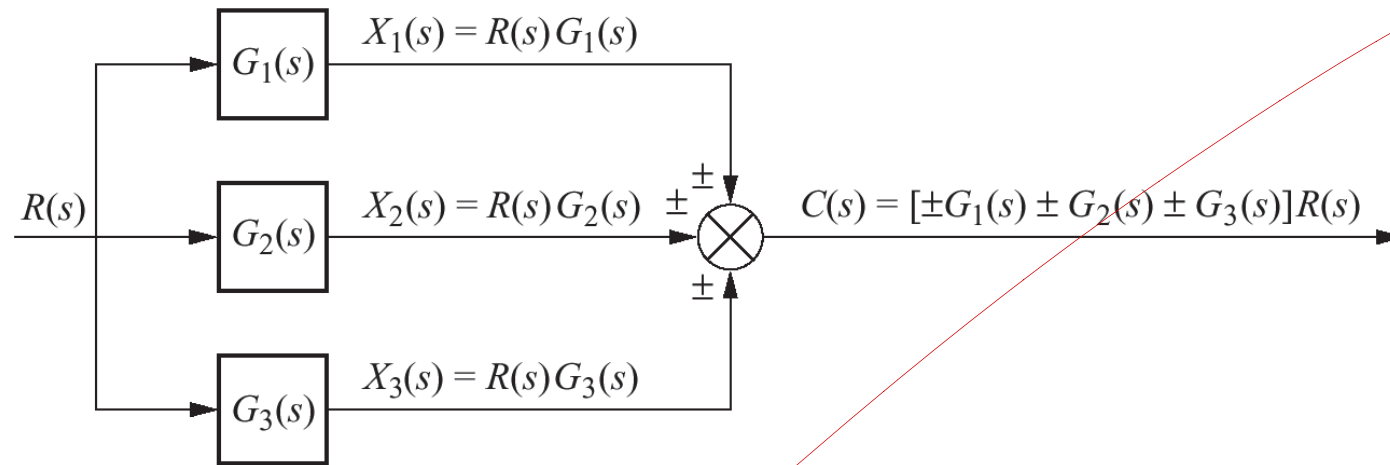 G₁(s)
X₁(s) = R(s)G₁(s)
±
±
R(s)
G₂(s)
X₂(s) = R(s)G₂(s)
C(s) = [±G₁(s) ± G₂(s) ± G₃(s)]R(s)
±
G₃(s)
X₃(s) = R(s)G₃(s)